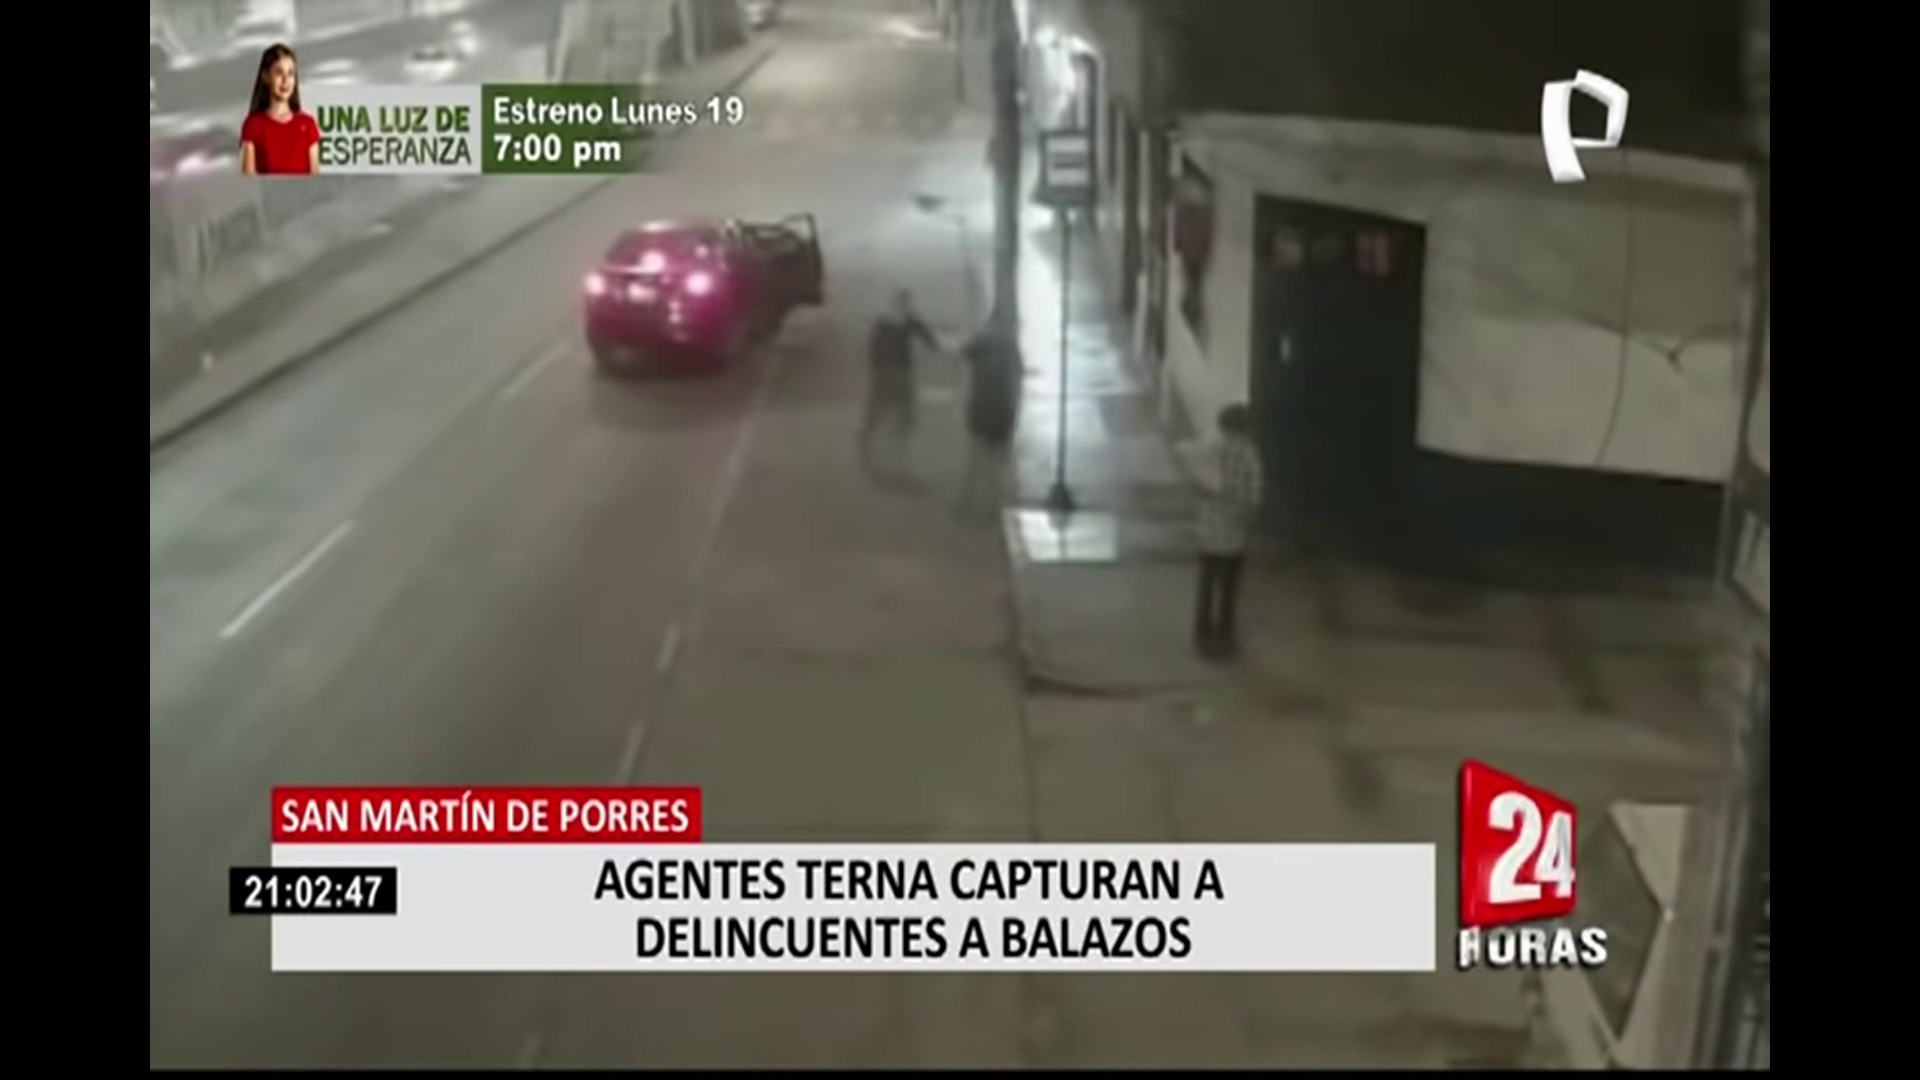 UNA LUZ DE
ESPERANZA
Estreno Lunes 19
7:00 pm
SAN MARTÍN DE PORRES
21:02:47
AGENTES TERNA CAPTURAN A
DELINCUENTES A BALAZOS
24
HORAS